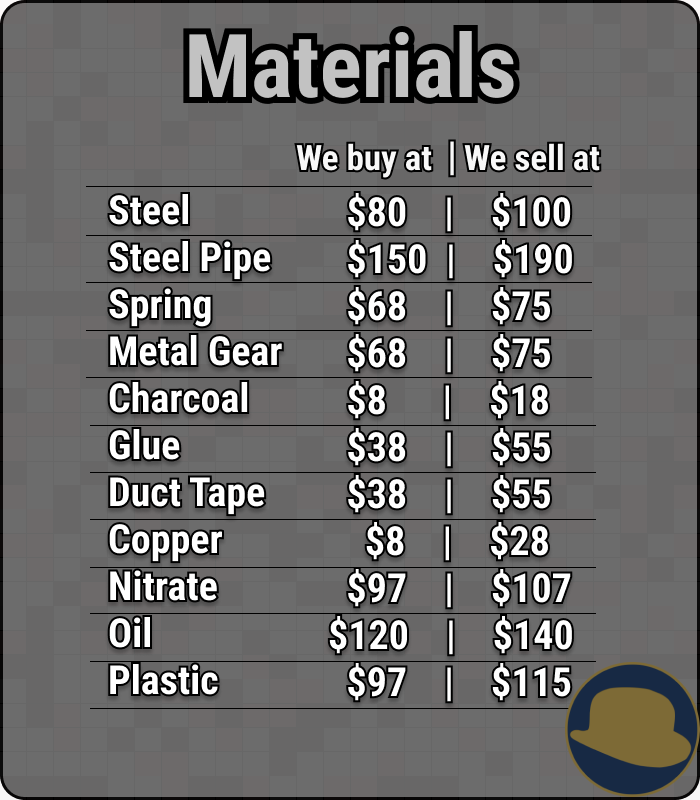 Materials
We buy at | We sell at
Steel $80 | $100
Steel Pipe $150 | $190
Spring $68 | $75
Metal Gear $68 | $75
Charcoal $8 | $18
Glue $38 | $55
Duct Tape $38 | $55
Copper $8 | $28
Nitrate $97 | $107
Oil $120 | $140
Plastic $97 | $115